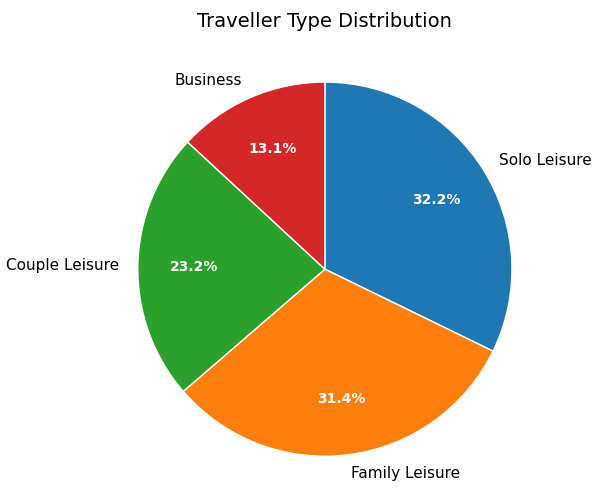 Traveller Type Distribution
Business
Solo Leisure
13.1%
32.2%
Couple Leisure
23.2%
31.4%
Family Leisure